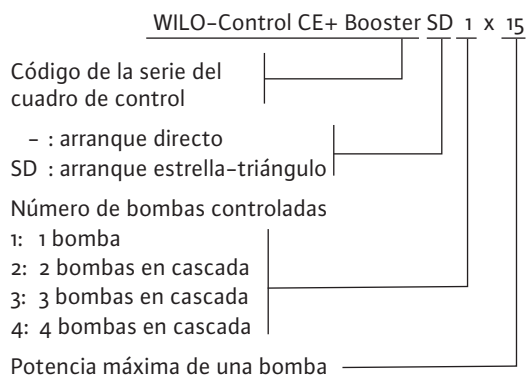 WILO-Control CE+ Booster SD 1 x 15
Código de la serie del
cuadro de control
- : arranque directo
SD : arranque estrella-triángulo
Número de bombas controladas
1: 1 bomba
2: 2 bombas en cascada
3: 3 bombas en cascada
4: 4 bombas en cascada
Potencia máxima de una bomba